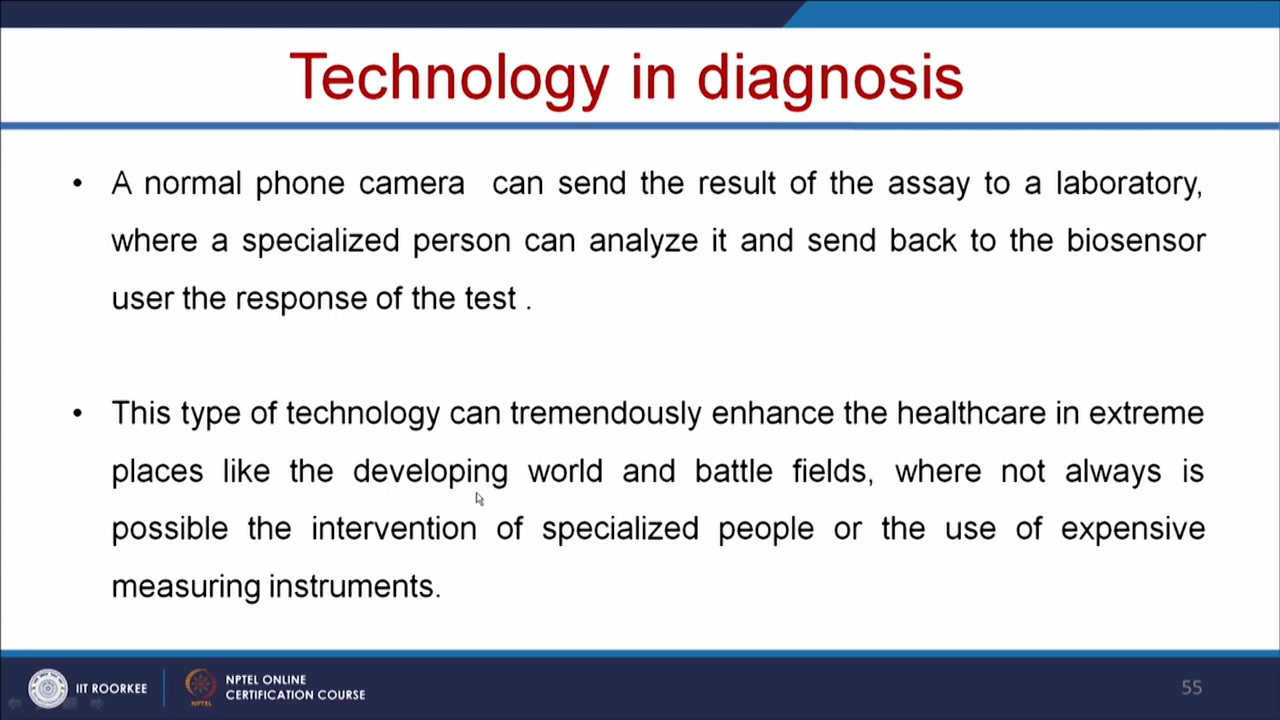 Technology in diagnosis
• A normal phone camera can send the result of the assay to a laboratory,
where a specialized person can analyze it and send back to the biosensor
user the response of the test .
• This type of technology can tremendously enhance the healthcare in extreme
places like the developing world and battle fields, where not always is
possible the intervention of specialized people or the use of expensive
measuring instruments.
IIT ROORKEE
NPTEL
NPTEL ONLINE
CERTIFICATION COURSE
55